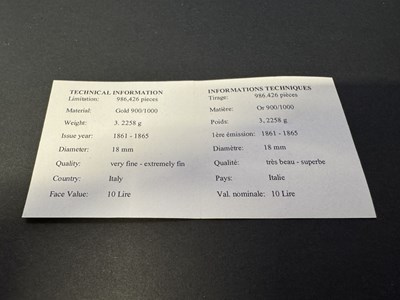 TECHNICAL INFORMATION
Limitation: 986,426 pieces
Material: Gold 900/1000
Weight: 3. 2258 g
Issue year: 1861 - 1865
Diameter: 18 mm
Quality: very fine - extremely fin
Country: Italy
Face Value: 10 Lire
INFORMATIONS TECHNIQUES
Tirage: 986,426 pièces
Matière: Or 900/1000
Poids: 3, 2258 g
1ère émission: 1861 - 1865
Diamètre: 18 mm
Qualité: très beau - superbe
Pays: Italie
Val. nominale: 10 Lire